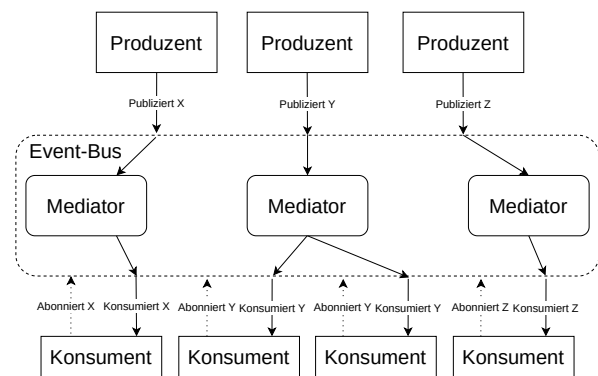 Produzent
Produzent
Produzent
Publiziert X
Publiziert Y
Publiziert Z
Event-Bus
Mediator
Mediator
Mediator
Abonniert X
Konsumiert X
Abonniert Y
Konsumiert Y
Abonniert Y
Konsumiert Y
Abonniert Z
Konsumiert Z
Konsument
Konsument
Konsument
Konsument